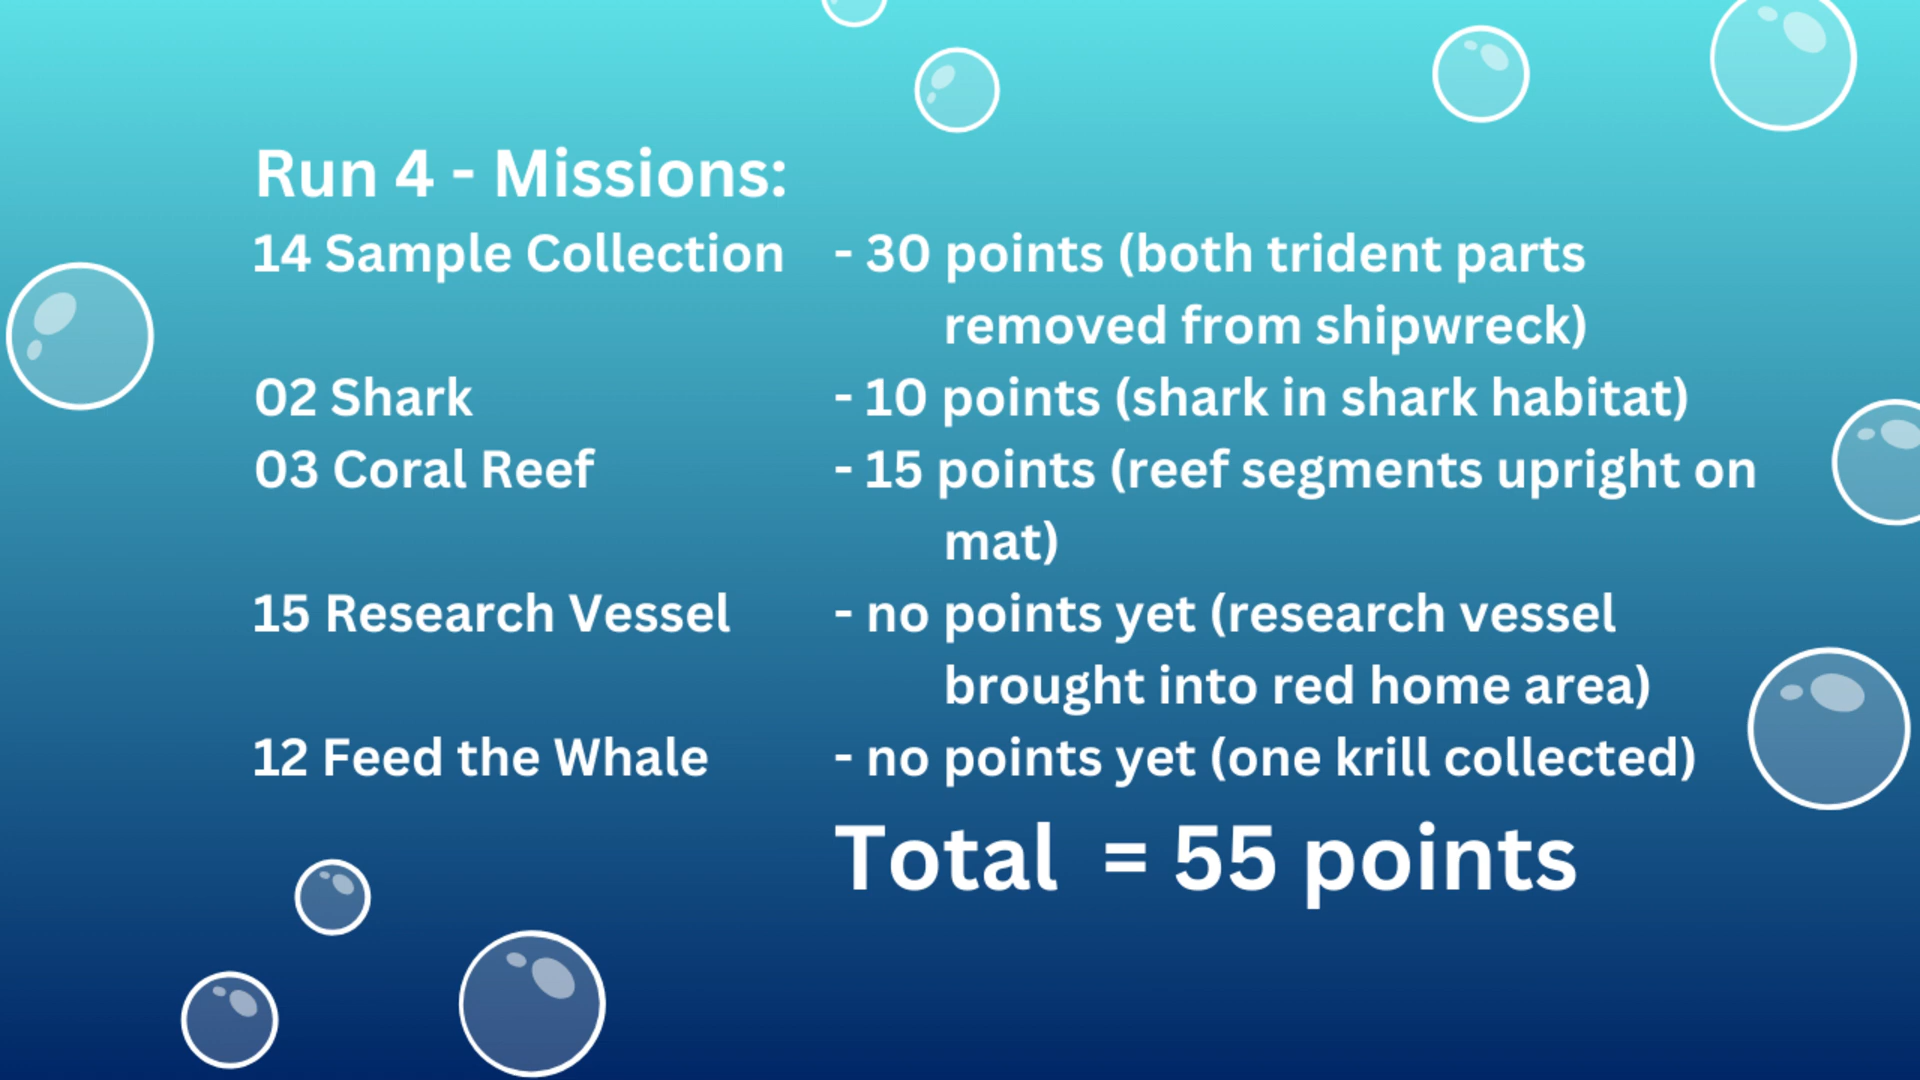 Run 4 - Missions:
14 Sample Collection - 30 points (both trident parts
removed from shipwreck)
02 Shark - 10 points (shark in shark habitat)
03 Coral Reef - 15 points (reef segments upright on
mat)
15 Research Vessel - no points yet (research vessel
brought into red home area)
12 Feed the Whale - no points yet (one krill collected)
Total = 55 points